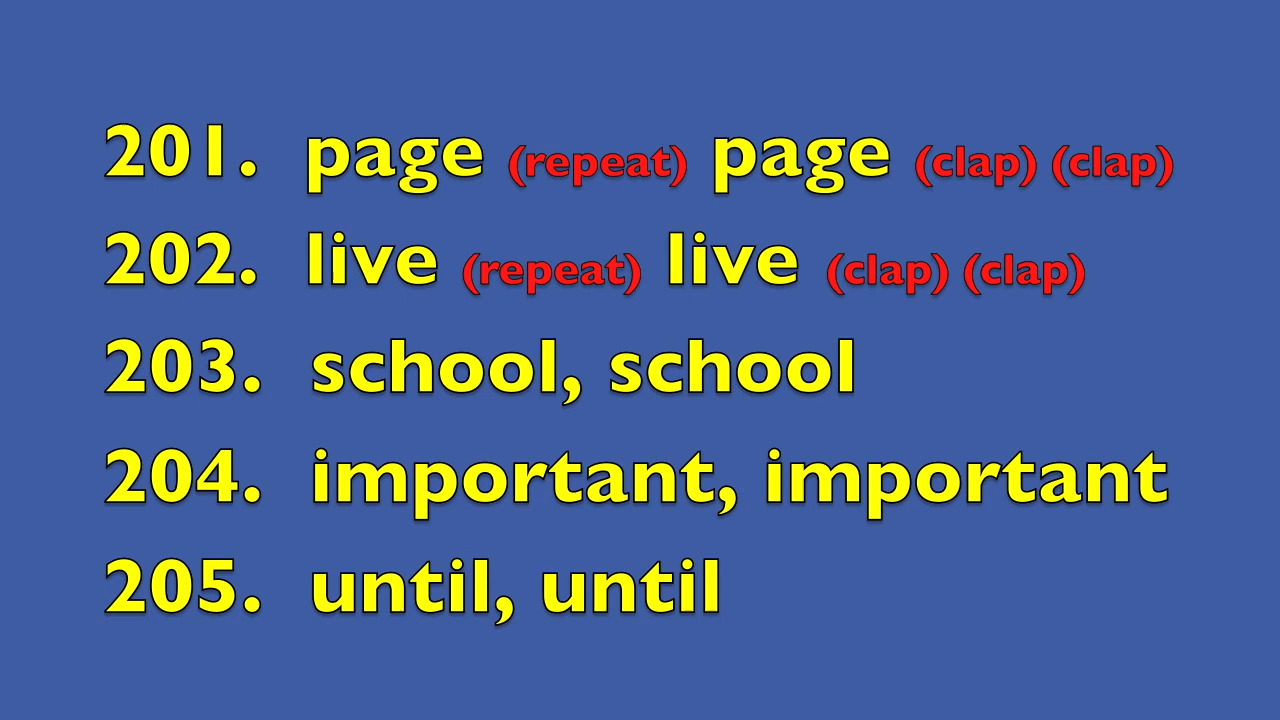 201. page (repeat) page (clap) (clap)
202. live (repeat) live (clap) (clap)
203. school, school
204. important, important
205. until, until